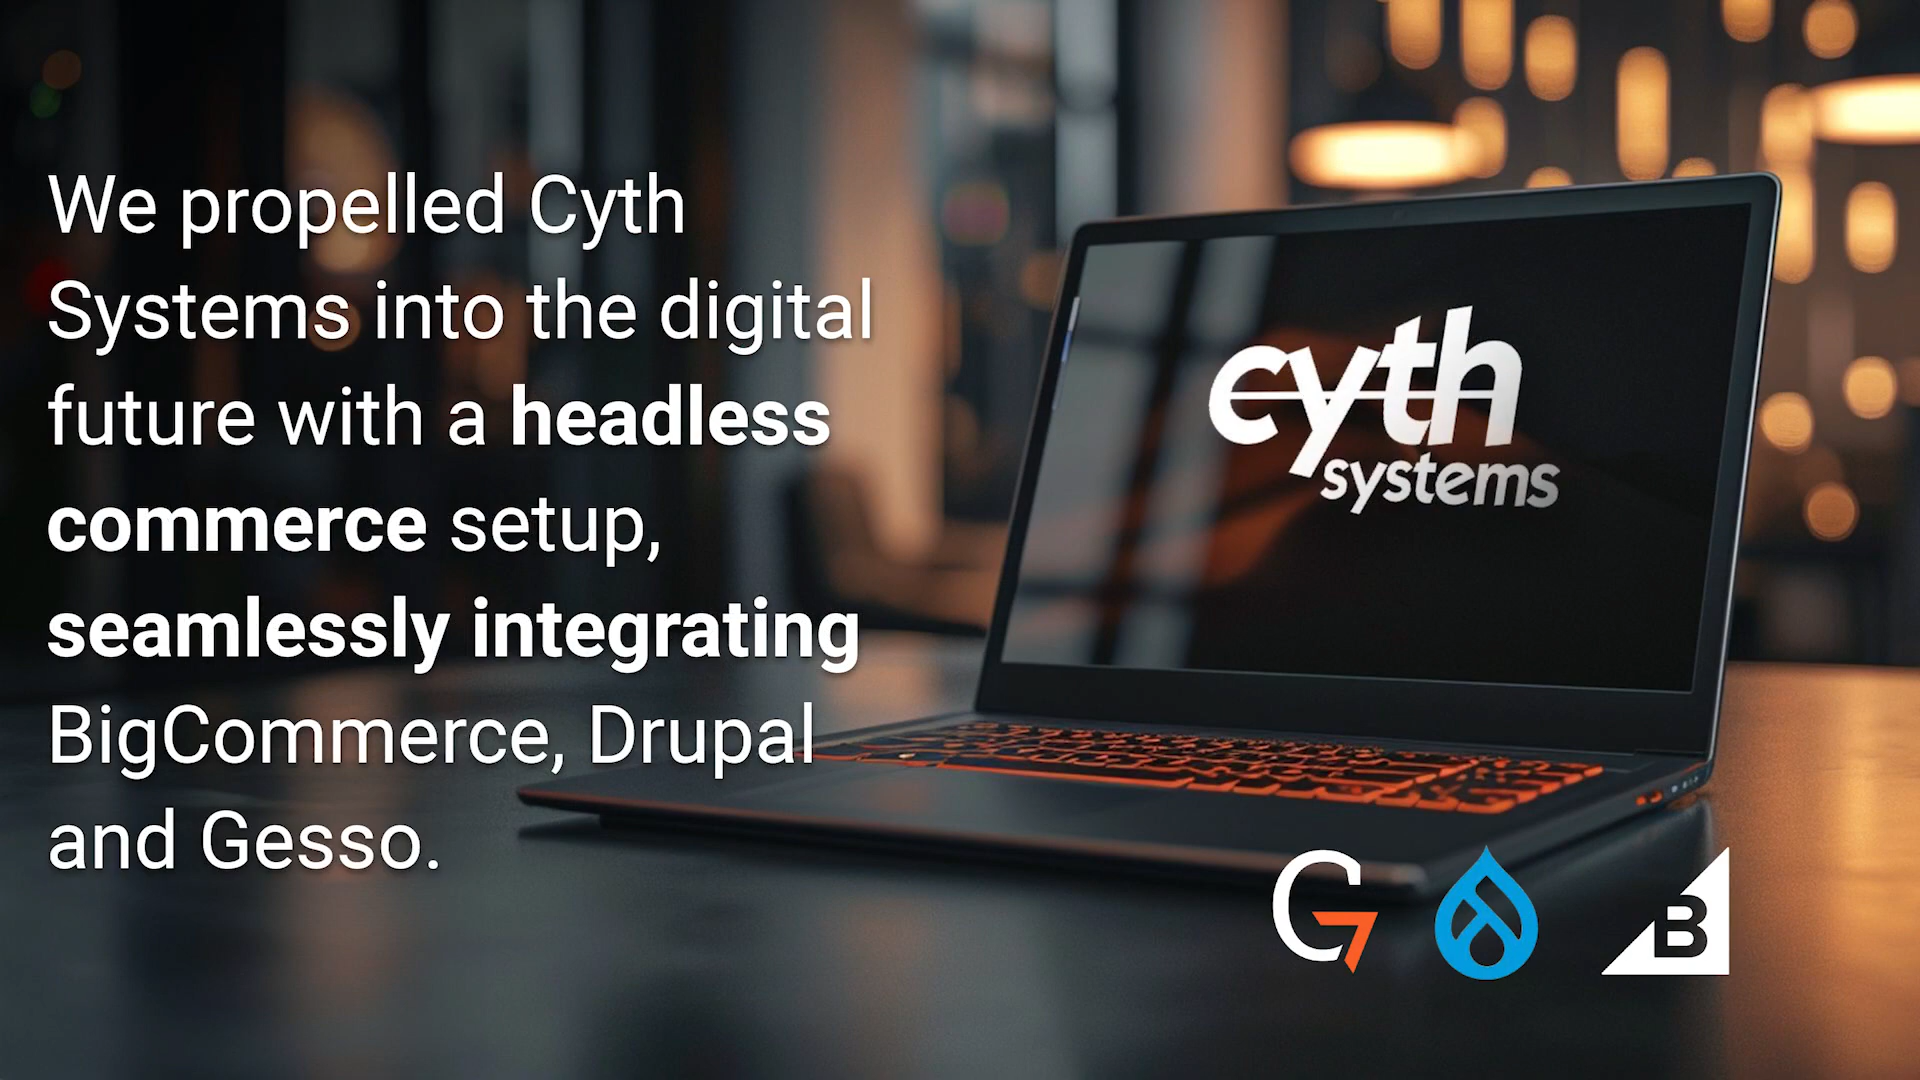 We propelled Cyth
Systems into the digital
future with a headless
commerce setup,
seamlessly integrating
BigCommerce, Drupal
and Gesso.
cyth
systems
G7
B